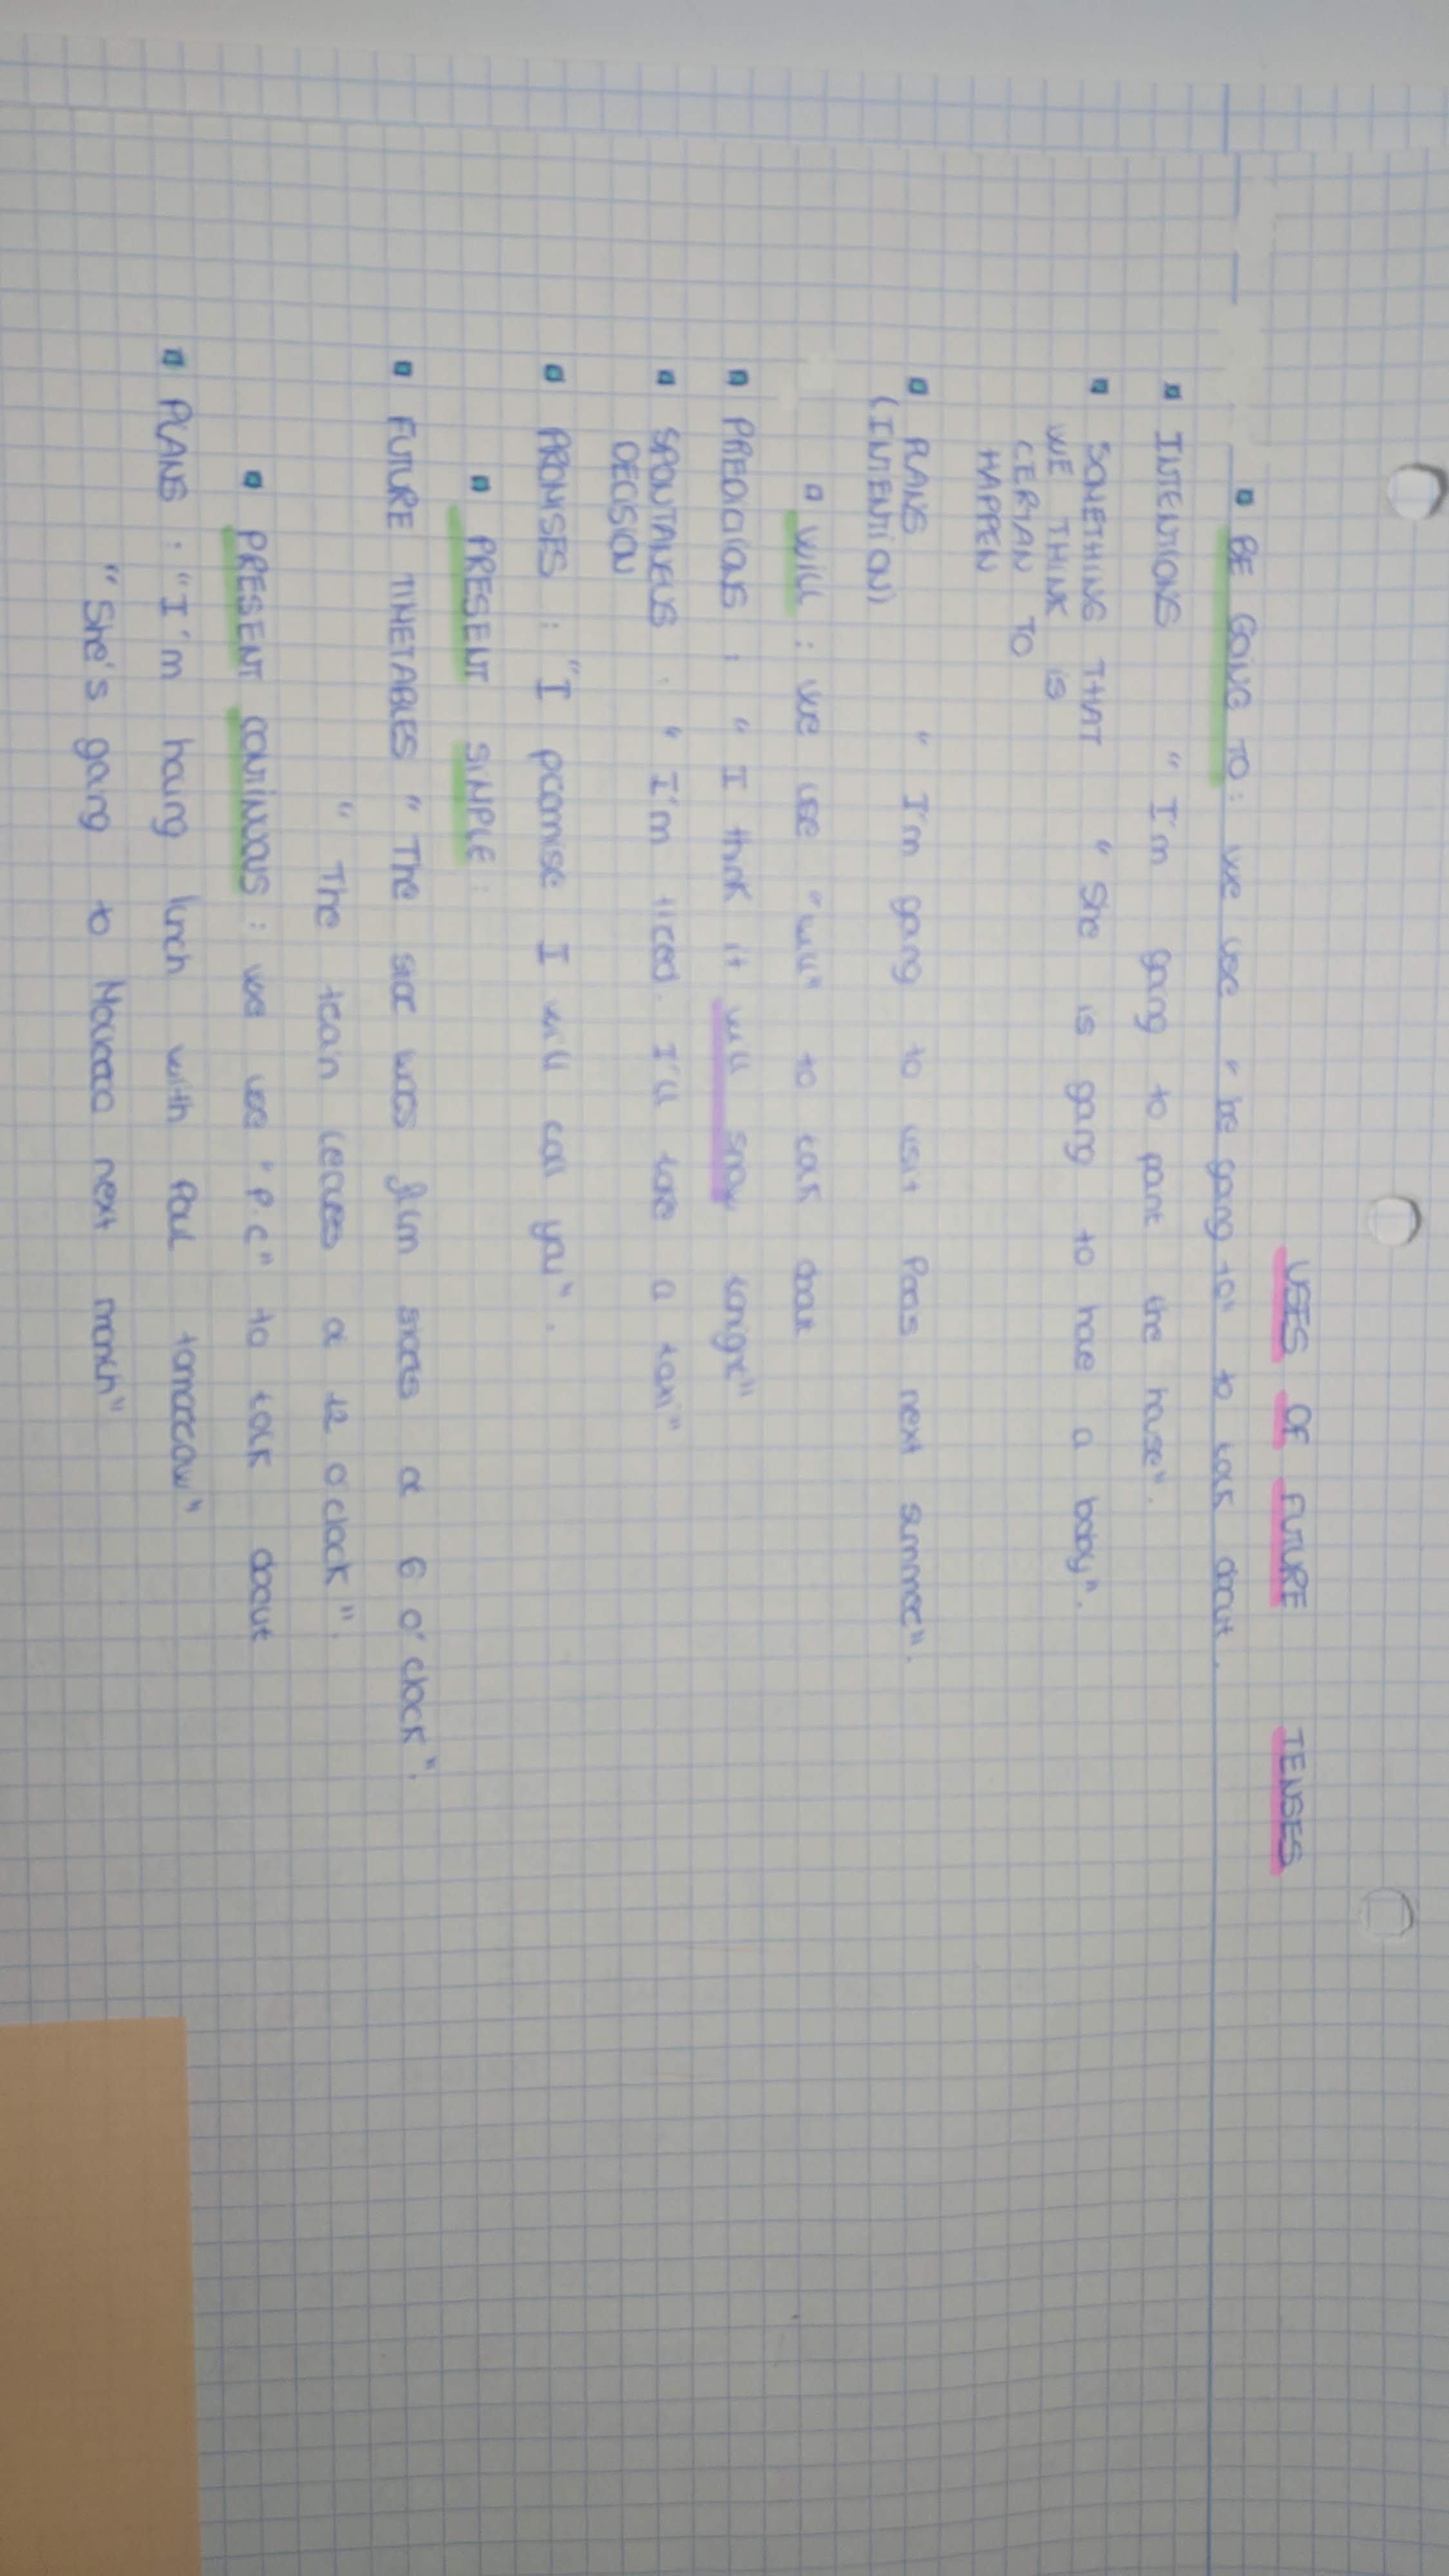 USES OF FUTURE TENSES
BE GOING TO: we use "be going to" to talk about.
INTENTIONS "I'm going to paint the house".
SOMETHING THAT "She is going to have a baby".
WE THINK IS
CERTAN TO
HAPPEN
PLANS "I'm going to visit Paris next summer".
(INTENTION)
WILL: we use "will" to talk about
PREDICIONS: "I think it will snow tonight"
SPONTANEUS: "I'm tired. I'll take a taxi"
DECISION
PROMISES: "I promise I will call you".
PRESENT SIMPLE:
FUTURE TIMETABLES "The star wars film starts at 6 o'clock".
"The train leaves at 12 o'clock".
PRESENT CONTINUOUS: we use "P.C" to talk about
PLANS: "I'm having lunch with Paul tomorrow"
"She's going to next month"